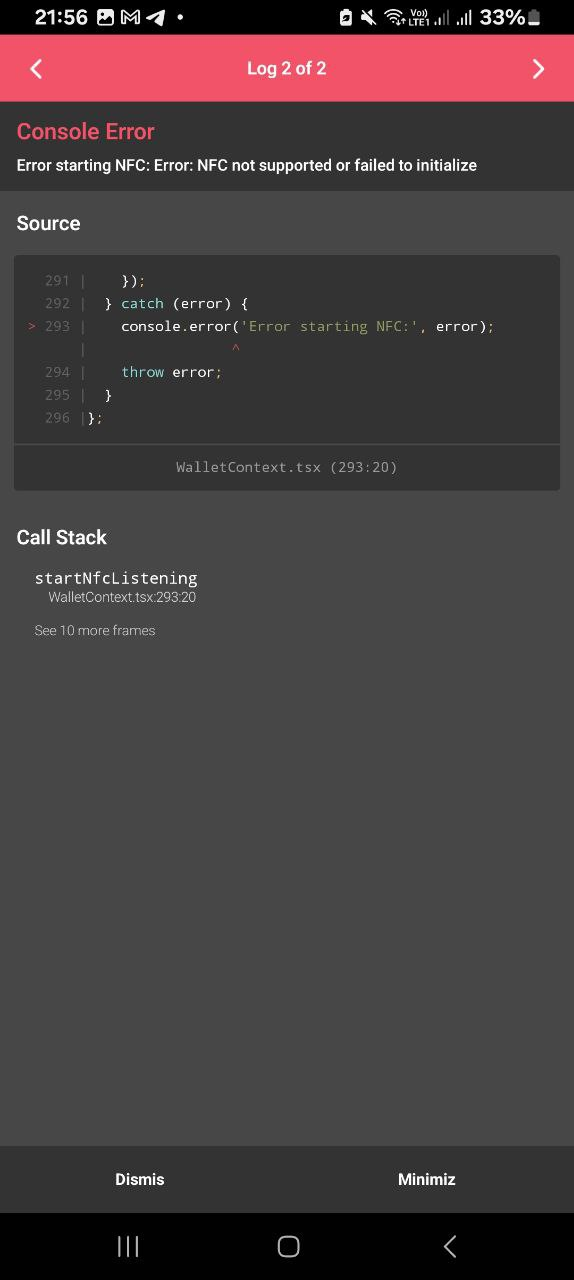 21:56 33%
Vo)) LTE1
Log 2 of 2
Console Error
Error starting NFC: Error: NFC not supported or failed to initialize
Source
291 | });
292 | } catch (error) {
> 293 | console.error('Error starting NFC:', error);
| ^
294 | throw error;
295 | }
296 |};
WalletContext.tsx (293:20)
Call Stack
startNfcListening
WalletContext.tsx:293:20
See 10 more frames
Dismis Minimiz